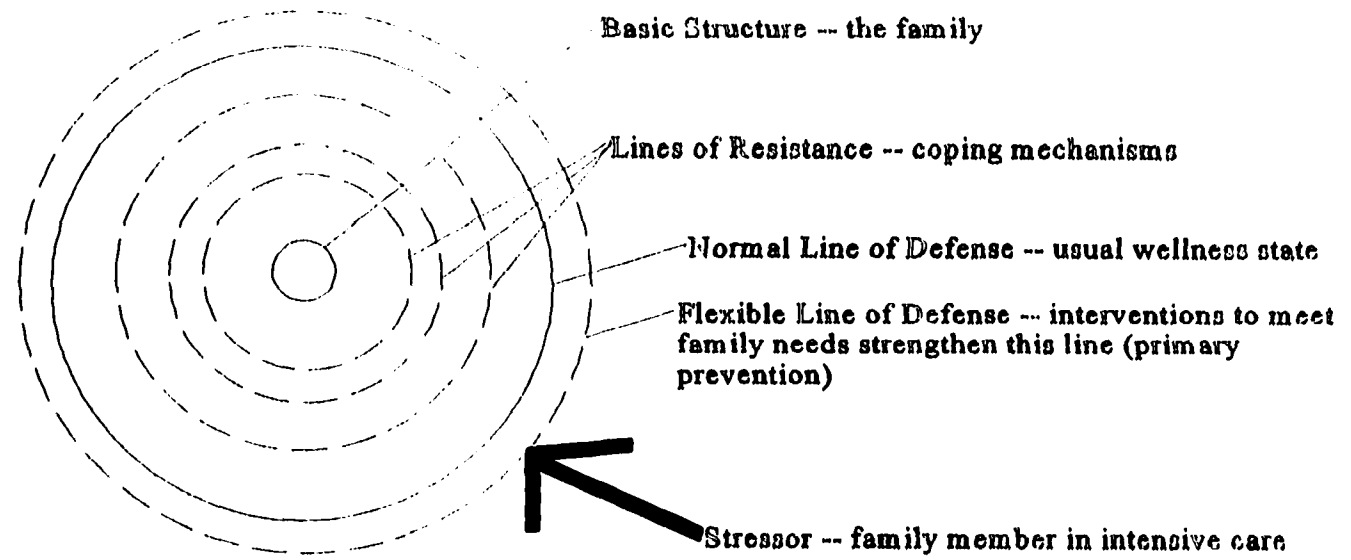 Basic Structure -- the family
Lines of Resistance -- coping mechanisms
Normal Line of Defense -- usual wellness state
Flexible Line of Defense -- interventions to meet
family needs strengthen this line (primary
prevention)
Stressor -- family member in intensive care